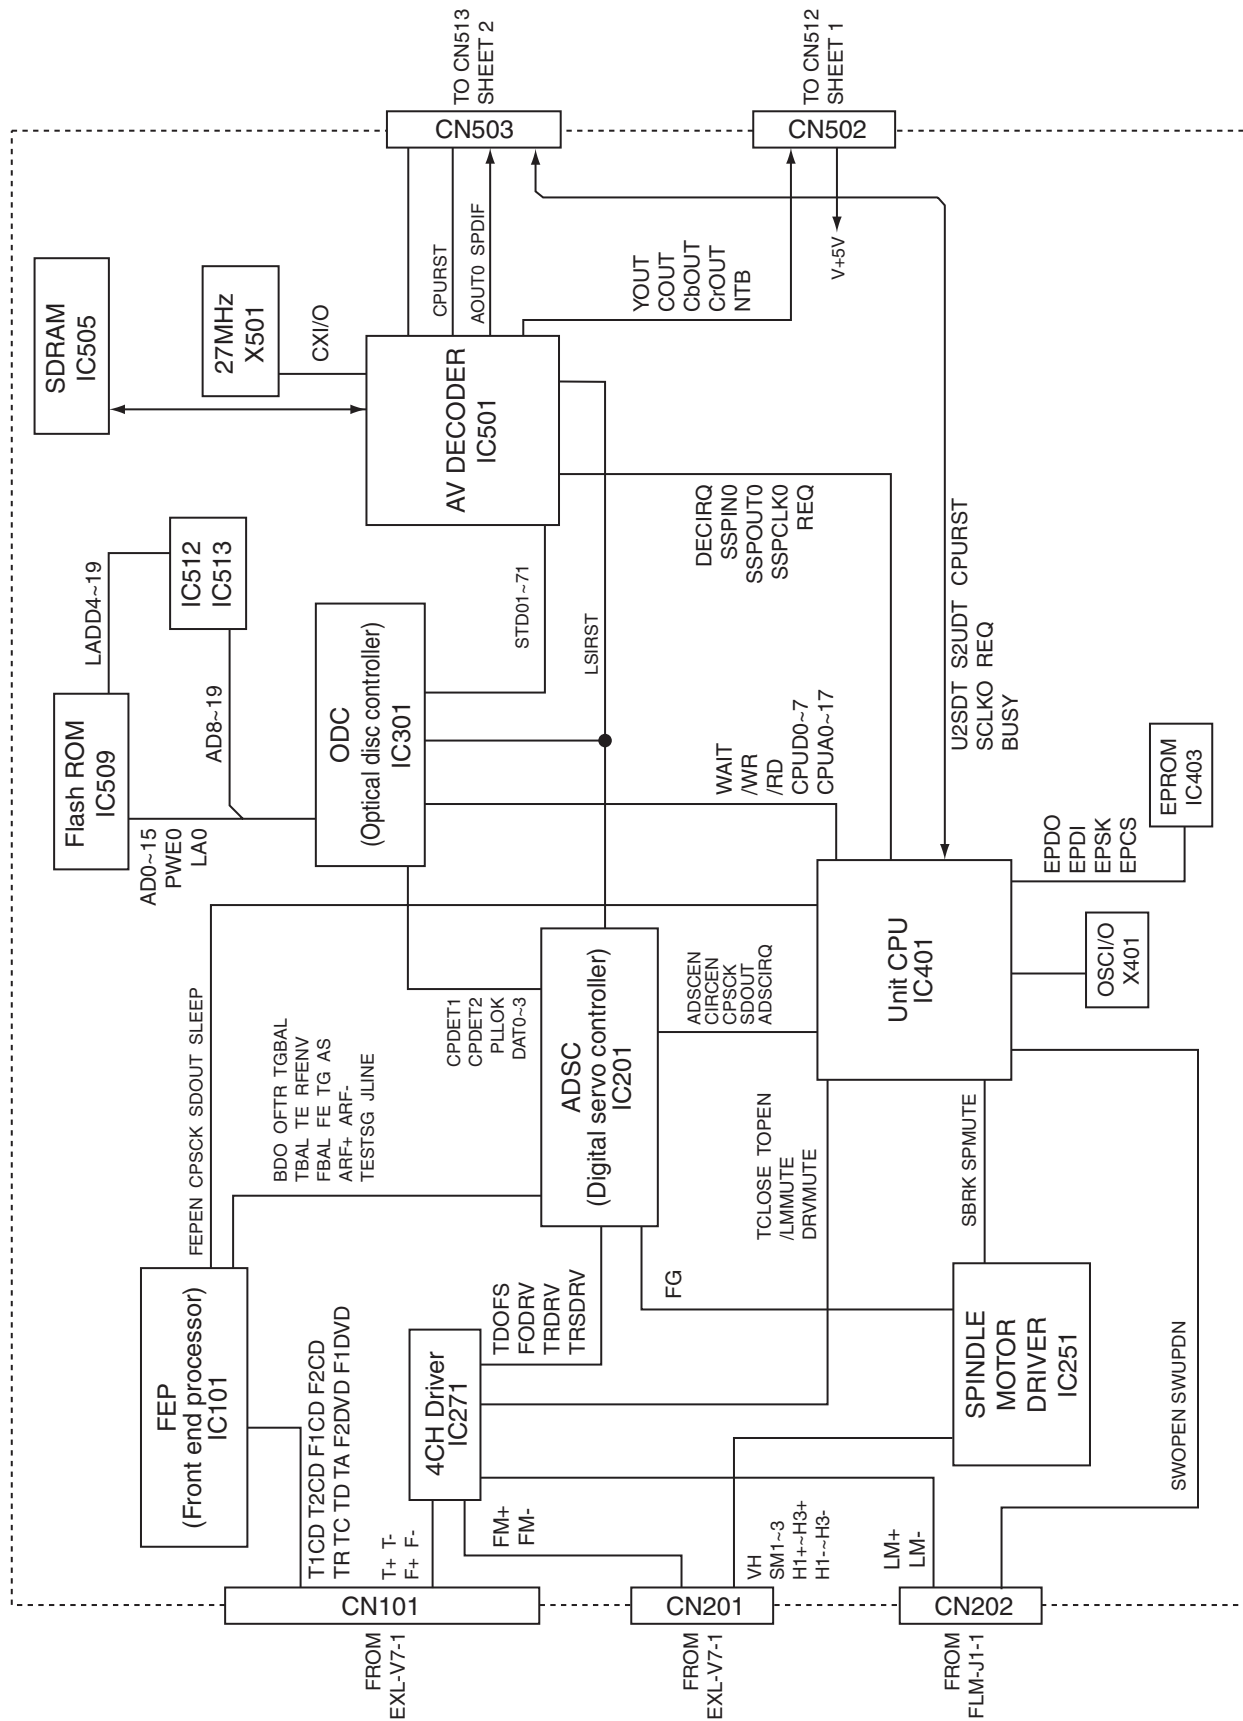 FROM
EXL-V7-1
CN101
T1CD T2CD F1CD F2CD
TR TC TD TA F2DVD F1DVD
T+ T-
F+ F-
FEP
(Front end processor)
IC101
FEPEN CPSCK SDOUT SLEEP
BDO OFTR TGBAL
TBAL TE RFENV
FBAL FE TG AS
ARF+ ARF-
TESTSG JLINE
Flash ROM
IC509
AD0~15
PWE0
LA0
LADD4~19
AD8~19
IC512
IC513
SDRAM
IC505
27MHz
X501
CXI/O
ODC
(Optical disc controller)
IC301
STD01~71
LSIRST
AV DECODER
IC501
CPURST
AOUT0 SPDIF
CN503
TO CN513
SHEET 2
YOUT
COUT
CbOUT
CrOUT
NTB
CN502
TO CN512
SHEET 1
V+5V
FROM
EXL-V7-1
CN201
FM+
FM-
VH
SM1~3
H1+~H3+
H1-~H3-
4CH Driver
IC271
TDOFS
FODRV
TRDRV
TRSDRV
FG
ADSC
(Digital servo controller)
IC201
CPDET1
CPDET2
PLLOK
DAT0~3
ADSCEN
CIRCEN
CPSCK
SDOUT
ADSCIRQ
WAIT
/WR
/RD
CPUD0~7
CPUA0~17
DECIRQ
SSPIN0
SSPOUT0
SSPCLK0
REQ
FROM
FLM-J1-1
CN202
LM+
LM-
TCLOSE TOPEN
/LMMUTE
DRVMUTE
SPINDLE
MOTOR
DRIVER
IC251
SBRK SPMUTE
Unit CPU
IC401
U2SDT S2UDT CPURST
SCLKO REQ
BUSY
OSCI/O
X401
EPDO
EPDI
EPSK
EPCS
EPROM
IC403
SWOPEN SWUPDN